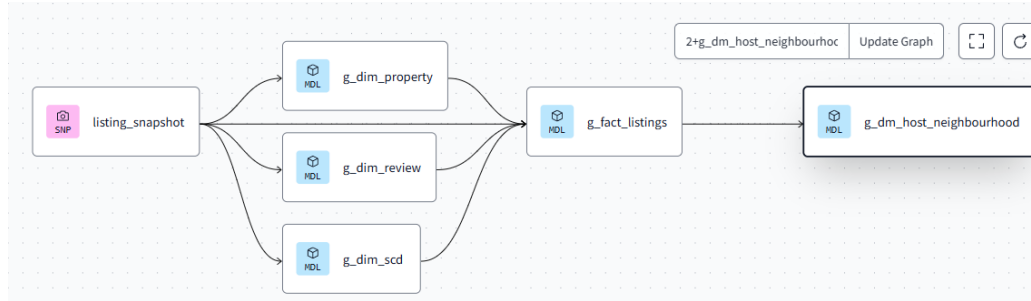 2+g_dm_host_neighbourhoc
Update Graph
MDL
g_dim_property
SNP
listing_snapshot
MDL
g_fact_listings
MDL
g_dm_host_neighbourhood
MDL
g_dim_review
MDL
g_dim_scd